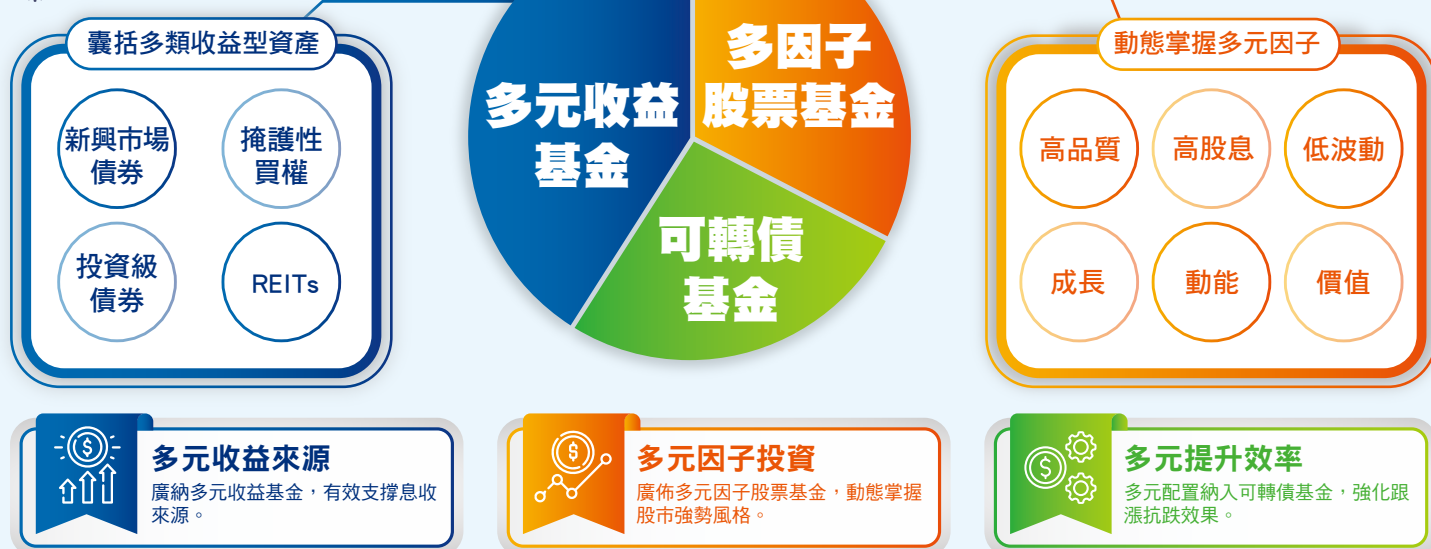 囊括多類收益型資產
新興市場
債券
掩護性
買權
投資級
債券
REITs
多元收益
基金
多因子
股票基金
可轉債
基金
動態掌握多元因子
高品質
高股息
低波動
成長
動能
價值
多元收益來源
廣納多元收益基金，有效支撐息收
來源。
多元因子投資
廣佈多元因子股票基金，動態掌握
股市強勢風格。
多元提升效率
多元配置納入可轉債基金，強化跟
漲抗跌效果。